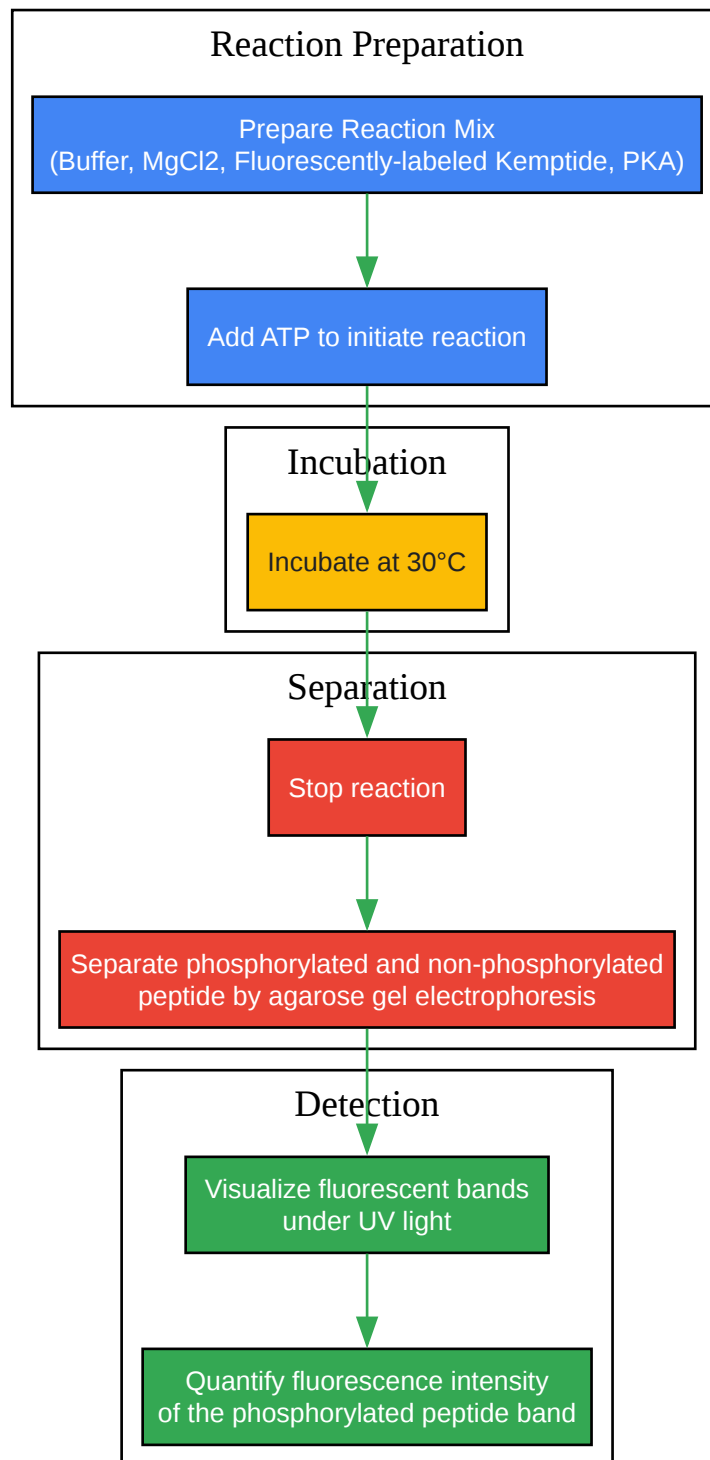 Reaction Preparation
Prepare Reaction Mix
(Buffer, MgCl2, Fluorescently-labeled Kemptide, PKA)
Add ATP to initiate reaction
Incubation
Incubate at 30°C
Separation
Stop reaction
Separate phosphorylated and non-phosphorylated
peptide by agarose gel electrophoresis
Detection
Visualize fluorescent bands
under UV light
Quantify fluorescence intensity
of the phosphorylated peptide band